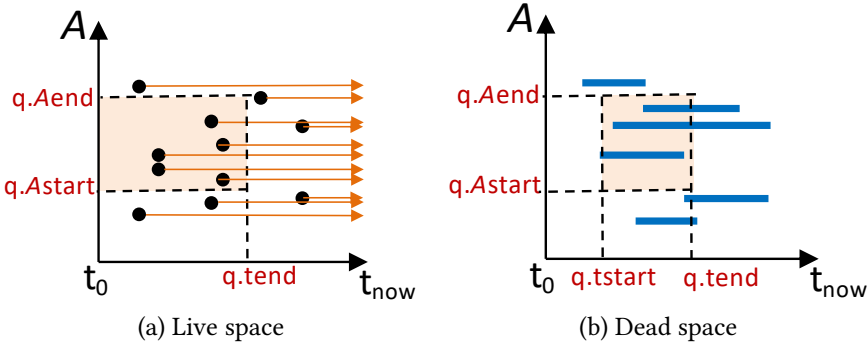 A
q.Aend
q.Astart
t0
q.tend
tnow
(a) Live space
A
q.Aend
q.Astart
t0
q.tstart
q.tend
tnow
(b) Dead space